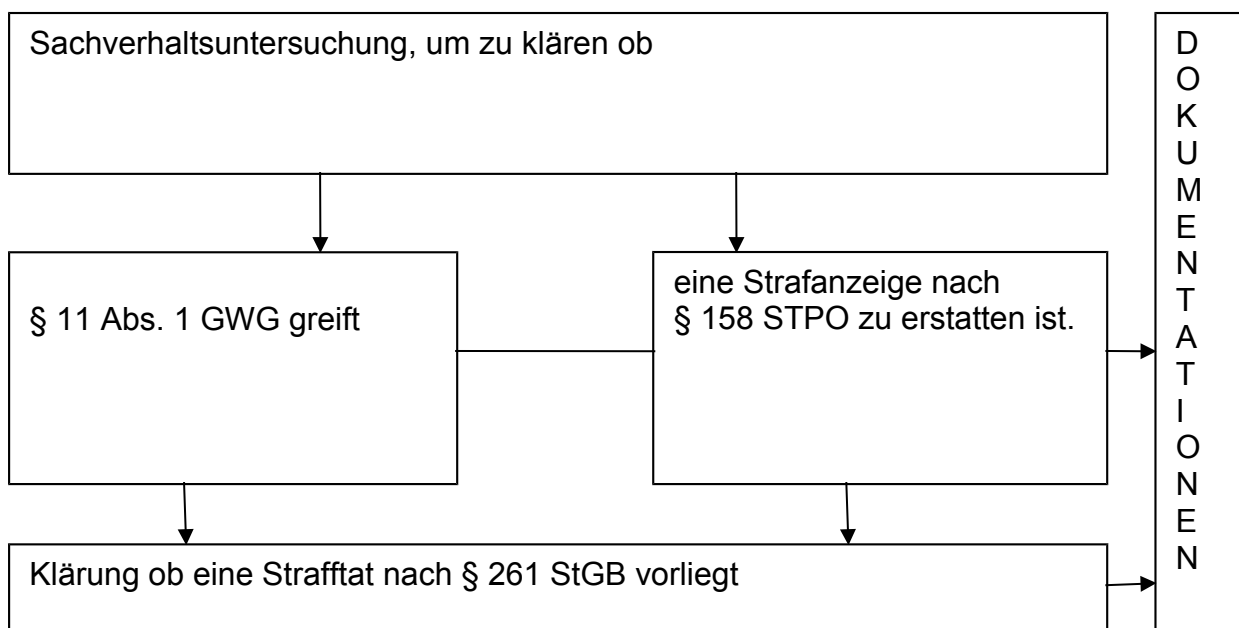 Sachverhaltsuntersuchung, um zu klären ob
§ 11 Abs. 1 GWG greift
eine Strafanzeige nach
§ 158 STPO zu erstatten ist.
Klärung ob eine Strafftat nach § 261 StGB vorliegt
D
O
K
U
M
E
N
T
A
T
I
O
N
E
N